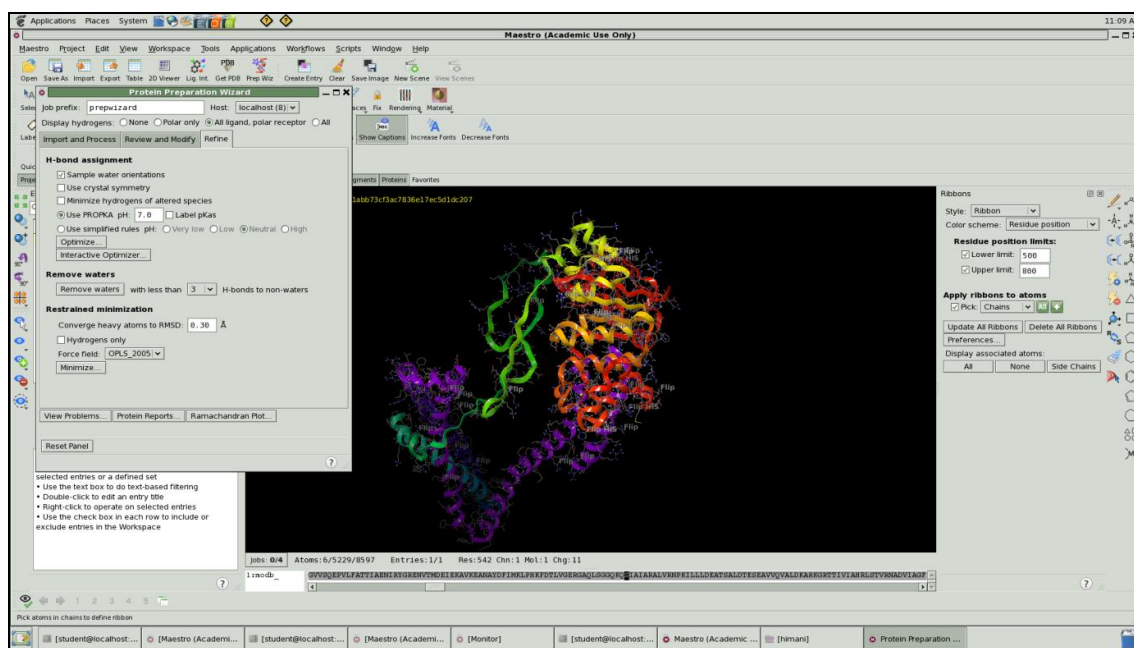 Applications Places System
11:09 A
Maestro (Academic Use Only)
Maestro Project Edit View Workspace Tools Applications Workflows Scripts Window Help
Open Save As Import Export Table 2D Viewer Lig. Int. Get PDB Prep Wiz Create Entry Clear Save Image New Scene View Scenes
Protein Preparation Wizard
Job prefix: prepwizard Host: localhost (8)
Fix Rendering Material
Display hydrogens: None Polar only All ligand, polar receptor All
Show Captions Increase Fonts Decrease Fonts
Import and Process Review and Modify Refine
Proteins Favorites
H-bond assignment
Sample water orientations
Use crystal symmetry
Minimize hydrogens of altered species
Use PROPKA pH: 7.0 Label pKas
Use simplified rules pH: Very low Low Neutral High
Optimize...
Interactive Optimizer...
Remove waters
Remove waters with less than 3 H-bonds to non-waters
Restrained minimization
Converge heavy atoms to RMSD: 0.30 Å
Hydrogens only
Force field: OPLS_2005
Minimize...
View Problems... Protein Reports... Ramachandran Plot...
Reset Panel
1abb73cf3ac7836e17ec5d1dc207
Flip
Flip
Flip
Flip
Flip
Ribbons
Style: Ribbon
Color scheme: Residue position
Residue position limits:
Lower limit: 500
Upper limit: 800
Apply ribbons to atoms
Pick: Chains All +
Update All Ribbons Delete All Ribbons
Preferences...
Display associated atoms:
All None Side Chains
selected entries or a defined set
• Use the text box to do text-based filtering
• Double-click to edit an entry title
• Right-click to operate on selected entries
• Use the check box in each row to include or
exclude entries in the Workspace
Jobs: 0/4 Atoms:6/5229/8597 Entries:1/1 Res:542 Chn:1 Mol:1 Chg:11
1 2 3 4 5
Pick atoms in chains to define ribbon
[student@localhost:... [Maestro (Academi... [student@localhost:... [Maestro (Academi... [Monitor] [student@localhost:... Maestro (Academic ... [himani] Protein Preparation ...